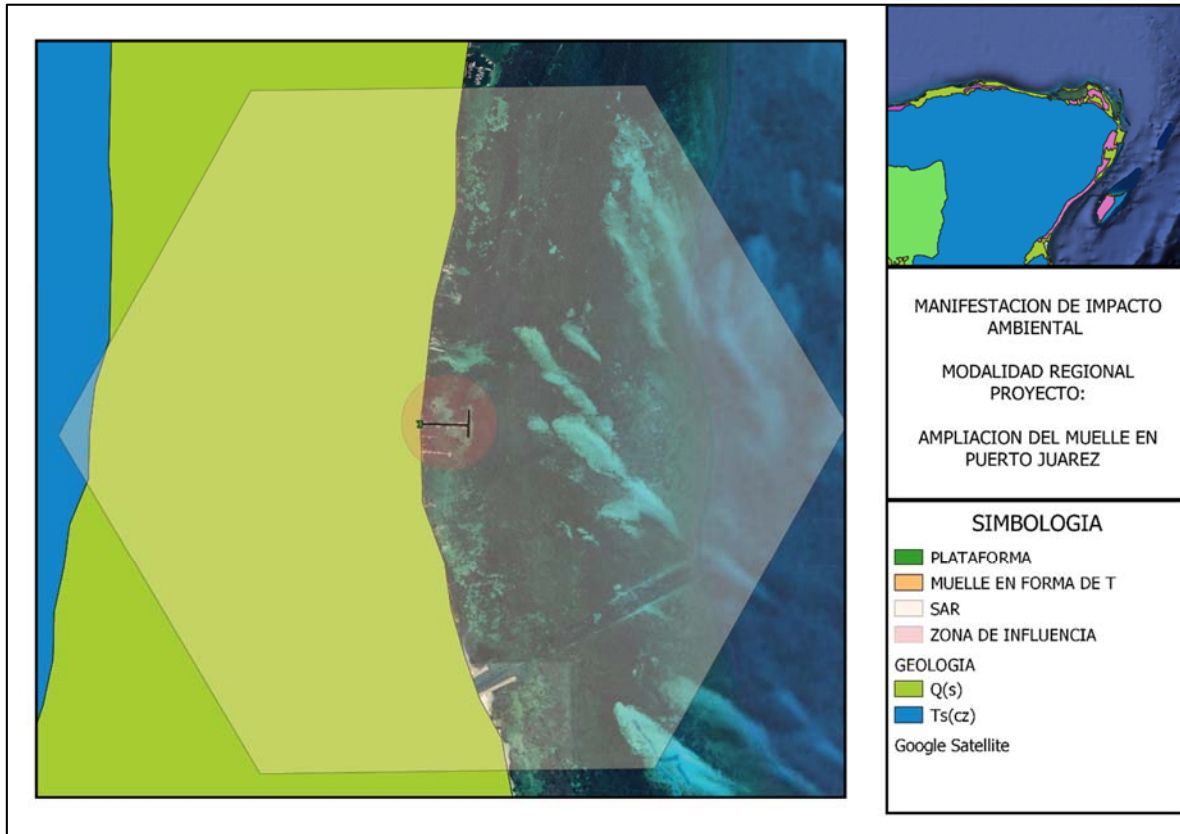 MANIFESTACION DE IMPACTO
AMBIENTAL
MODALIDAD REGIONAL
PROYECTO:
AMPLIACION DEL MUELLE EN
PUERTO JUAREZ
SIMBOLOGIA
PLATAFORMA
MUELLE EN FORMA DE T
SAR
ZONA DE INFLUENCIA
GEOLOGIA
Q(s)
Ts(cz)
Google Satellite